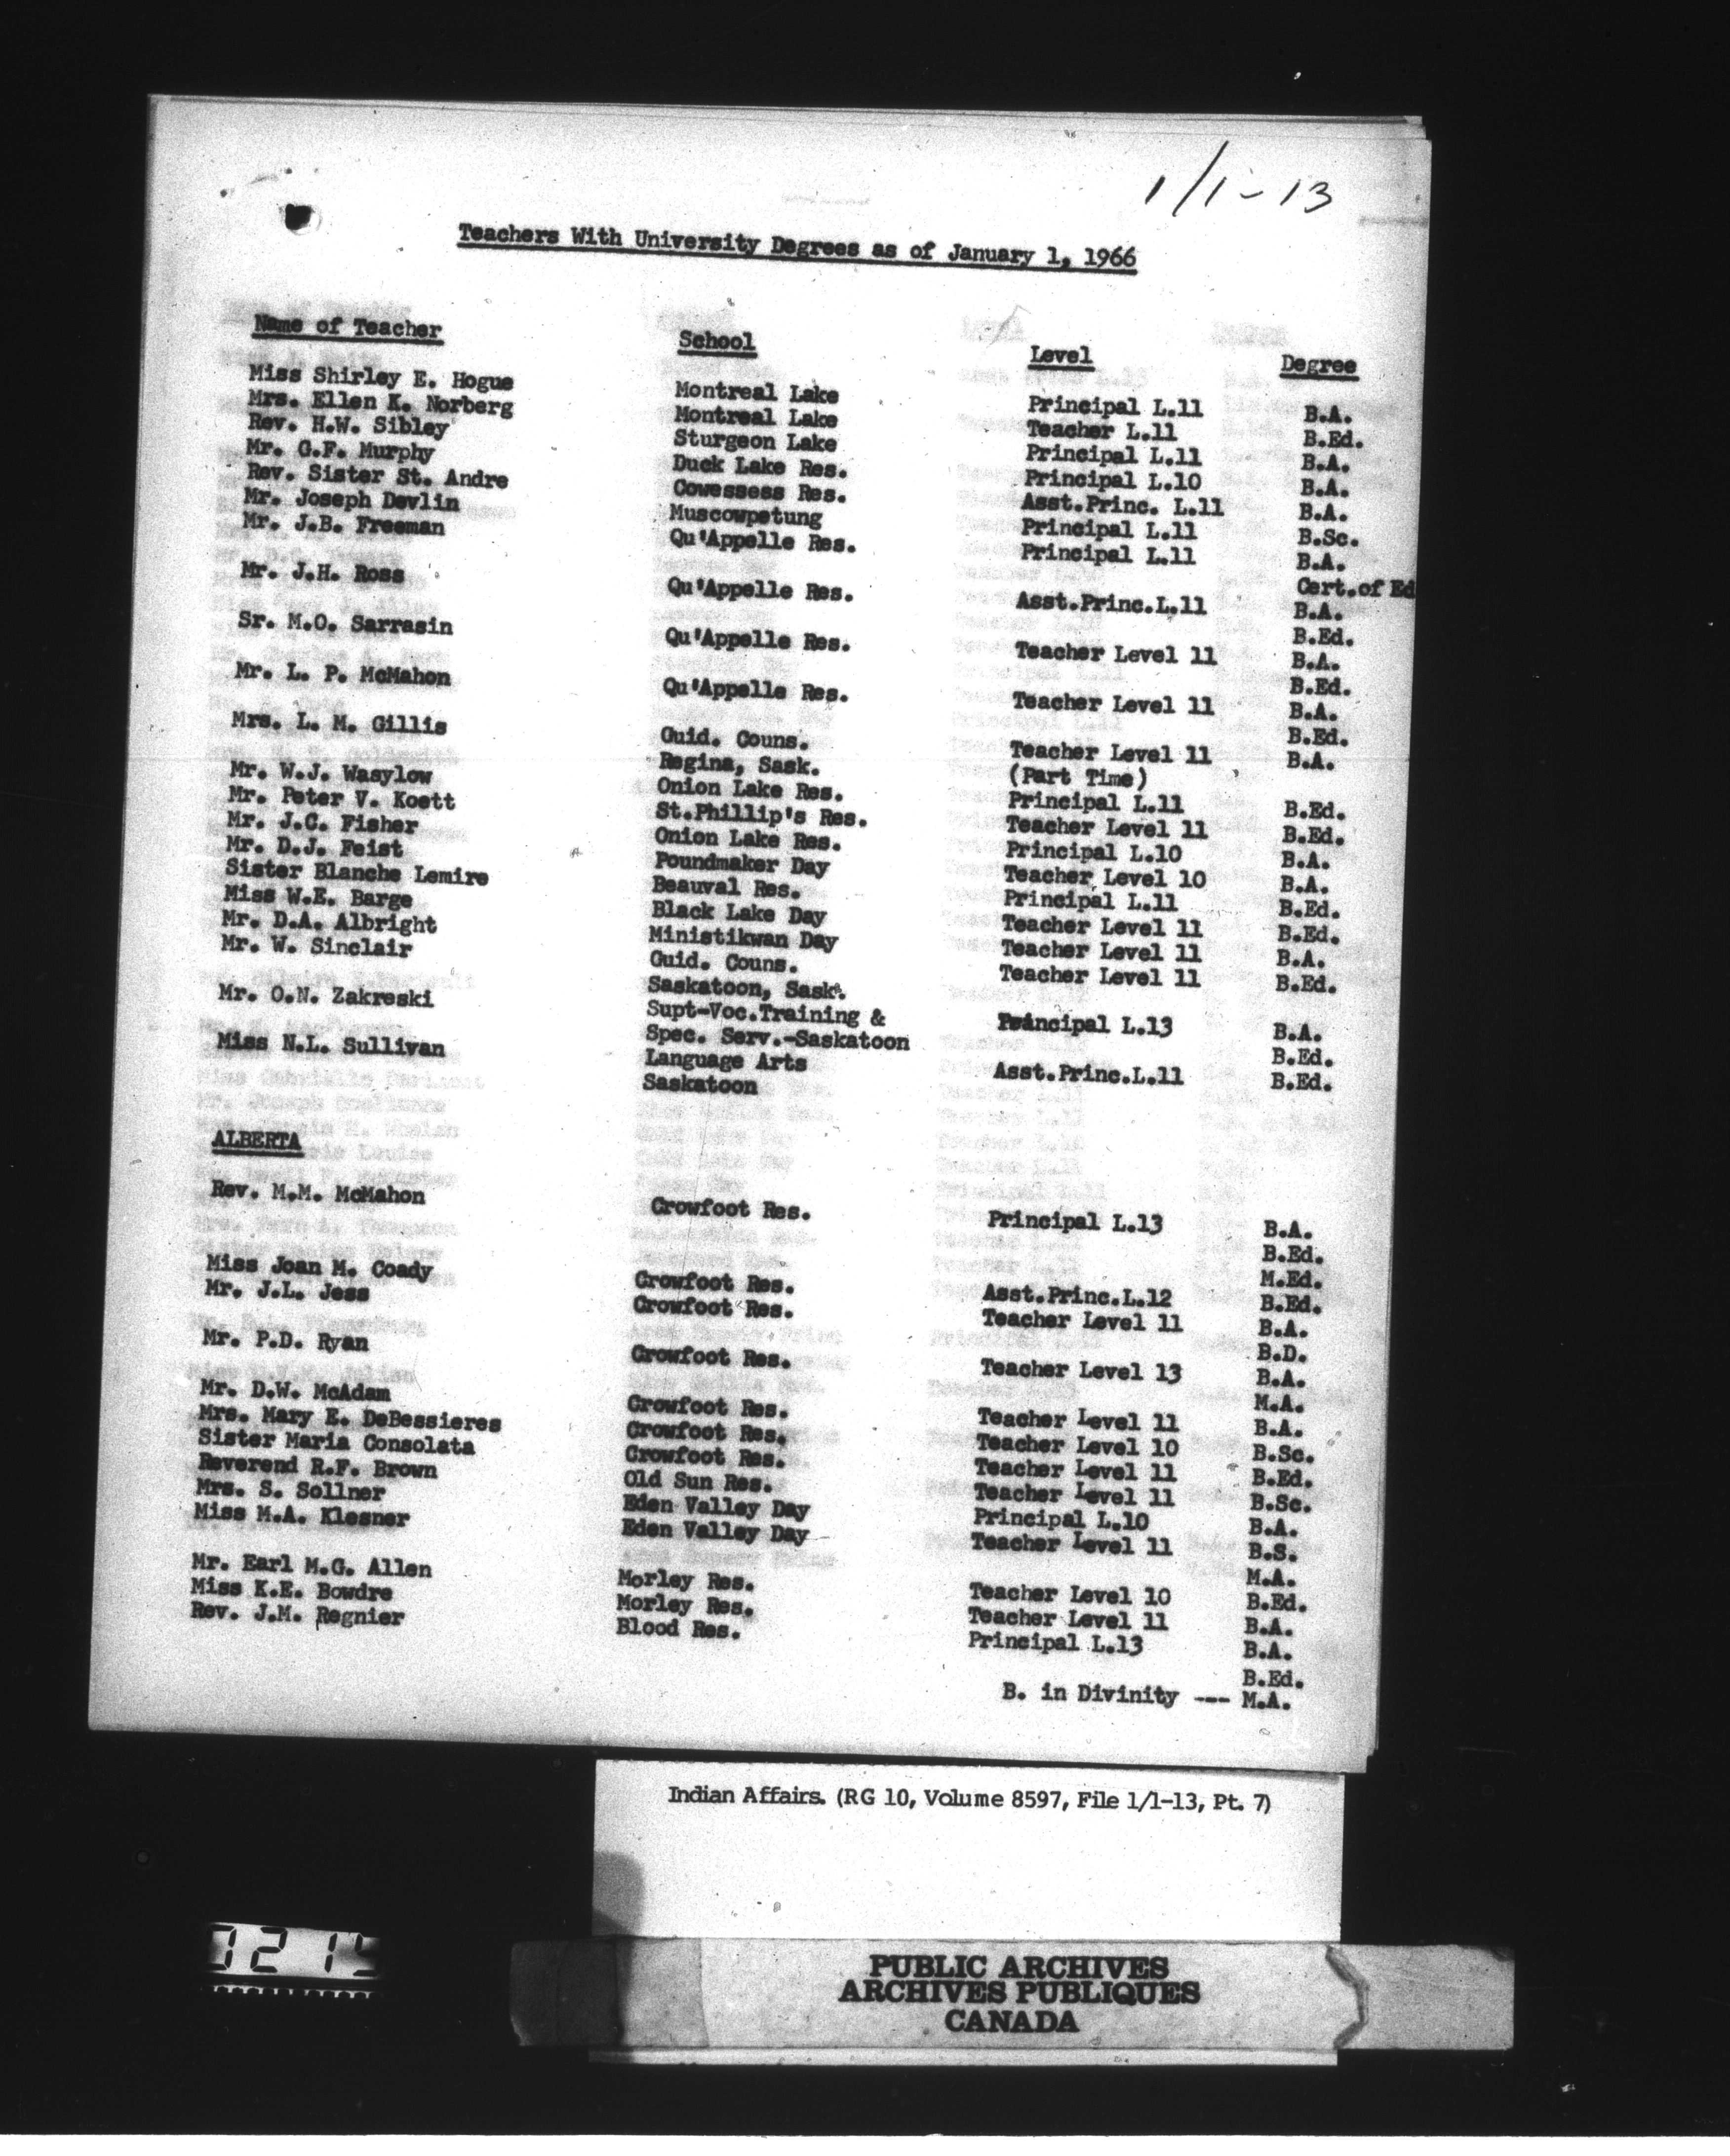 1/1-13
Teachers With University Degrees as of January 1, 1966
Name of Teacher School Level Degree
Miss Shirley E. Hogue Montreal Lake Principal L.11 B.A.
Mrs. Ellen K. Norberg Montreal Lake Teacher L.11 B.Ed.
Rev. H.W. Sibley Sturgeon Lake Principal L.11 B.A.
Mr. G.F. Murphy Duck Lake Res. Principal L.10 B.A.
Rev. Sister St. Andre Cowessess Res. Asst.Princ. L.11 B.A.
Mr. Joseph Devlin Muscowpetung Principal L.11 B.Sc.
Mr. J.B. Freeman Qu'Appelle Res. Principal L.11 B.A.
Cert.of Ed
Mr. J.H. Ross Qu'Appelle Res. Asst.Princ.L.11 B.A.
B.Ed.
Sr. M.O. Sarrasin Qu'Appelle Res. Teacher Level 11 B.A.
B.Ed.
Mr. L. P. McMahon Qu'Appelle Res. Teacher Level 11 B.A.
B.Ed.
Mrs. L. M. Gillis Guid. Couns. Teacher Level 11 B.A.
Regina, Sask. (Part Time)
Mr. W.J. Wasylow Onion Lake Res. Principal L.11 B.Ed.
Mr. Peter V. Koett St.Phillip's Res. Teacher Level 11 B.Ed.
Mr. J.C. Fisher Onion Lake Res. Principal L.10 B.A.
Mr. D.J. Feist Poundmaker Day Teacher Level 10 B.A.
Sister Blanche Lemire Beauval Res. Principal L.11 B.Ed.
Miss W.E. Barge Black Lake Day Teacher Level 11 B.Ed.
Mr. D.A. Albright Ministikwan Day Teacher Level 11 B.A.
Mr. W. Sinclair Guid. Couns. Teacher Level 11 B.Ed.
Saskatoon, Sask.
Mr. O.N. Zakreski Supt-Voc.Training & Principal L.13 B.A.
Spec. Serv.-Saskatoon B.Ed.
Miss N.L. Sullivan Language Arts Asst.Princ.L.11 B.Ed.
Saskatoon
ALBERTA
Rev. M.M. McMahon Crowfoot Res. Principal L.13 B.A.
B.Ed.
M.Ed.
Miss Joan M. Coady Crowfoot Res. Asst.Princ.L.12 B.Ed.
Mr. J.L. Jess Crowfoot Res. Teacher Level 11 B.A.
B.D.
Mr. P.D. Ryan Crowfoot Res. Teacher Level 13 B.A.
M.A.
Mr. D.W. McAdam Crowfoot Res. Teacher Level 11 B.A.
Mrs. Mary E. DeBessieres Crowfoot Res. Teacher Level 10 B.Sc.
Sister Maria Consolata Crowfoot Res. Teacher Level 11 B.Ed.
Reverend R.F. Brown Old Sun Res. Teacher Level 11 B.Sc.
Mrs. S. Sollner Eden Valley Day Principal L.10 B.A.
Miss M.A. Klesner Eden Valley Day Teacher Level 11 B.S.
M.A.
Mr. Earl M.G. Allen Morley Res. Teacher Level 10 B.Ed.
Miss K.E. Bowdre Morley Res. Teacher Level 11 B.A.
Rev. J.M. Regnier Blood Res. Principal L.13 B.A.
B.Ed.
B. in Divinity --- M.A.
Indian Affairs. (RG 10, Volume 8597, File 1/1-13, Pt. 7)
PUBLIC ARCHIVES
ARCHIVES PUBLIQUES
CANADA